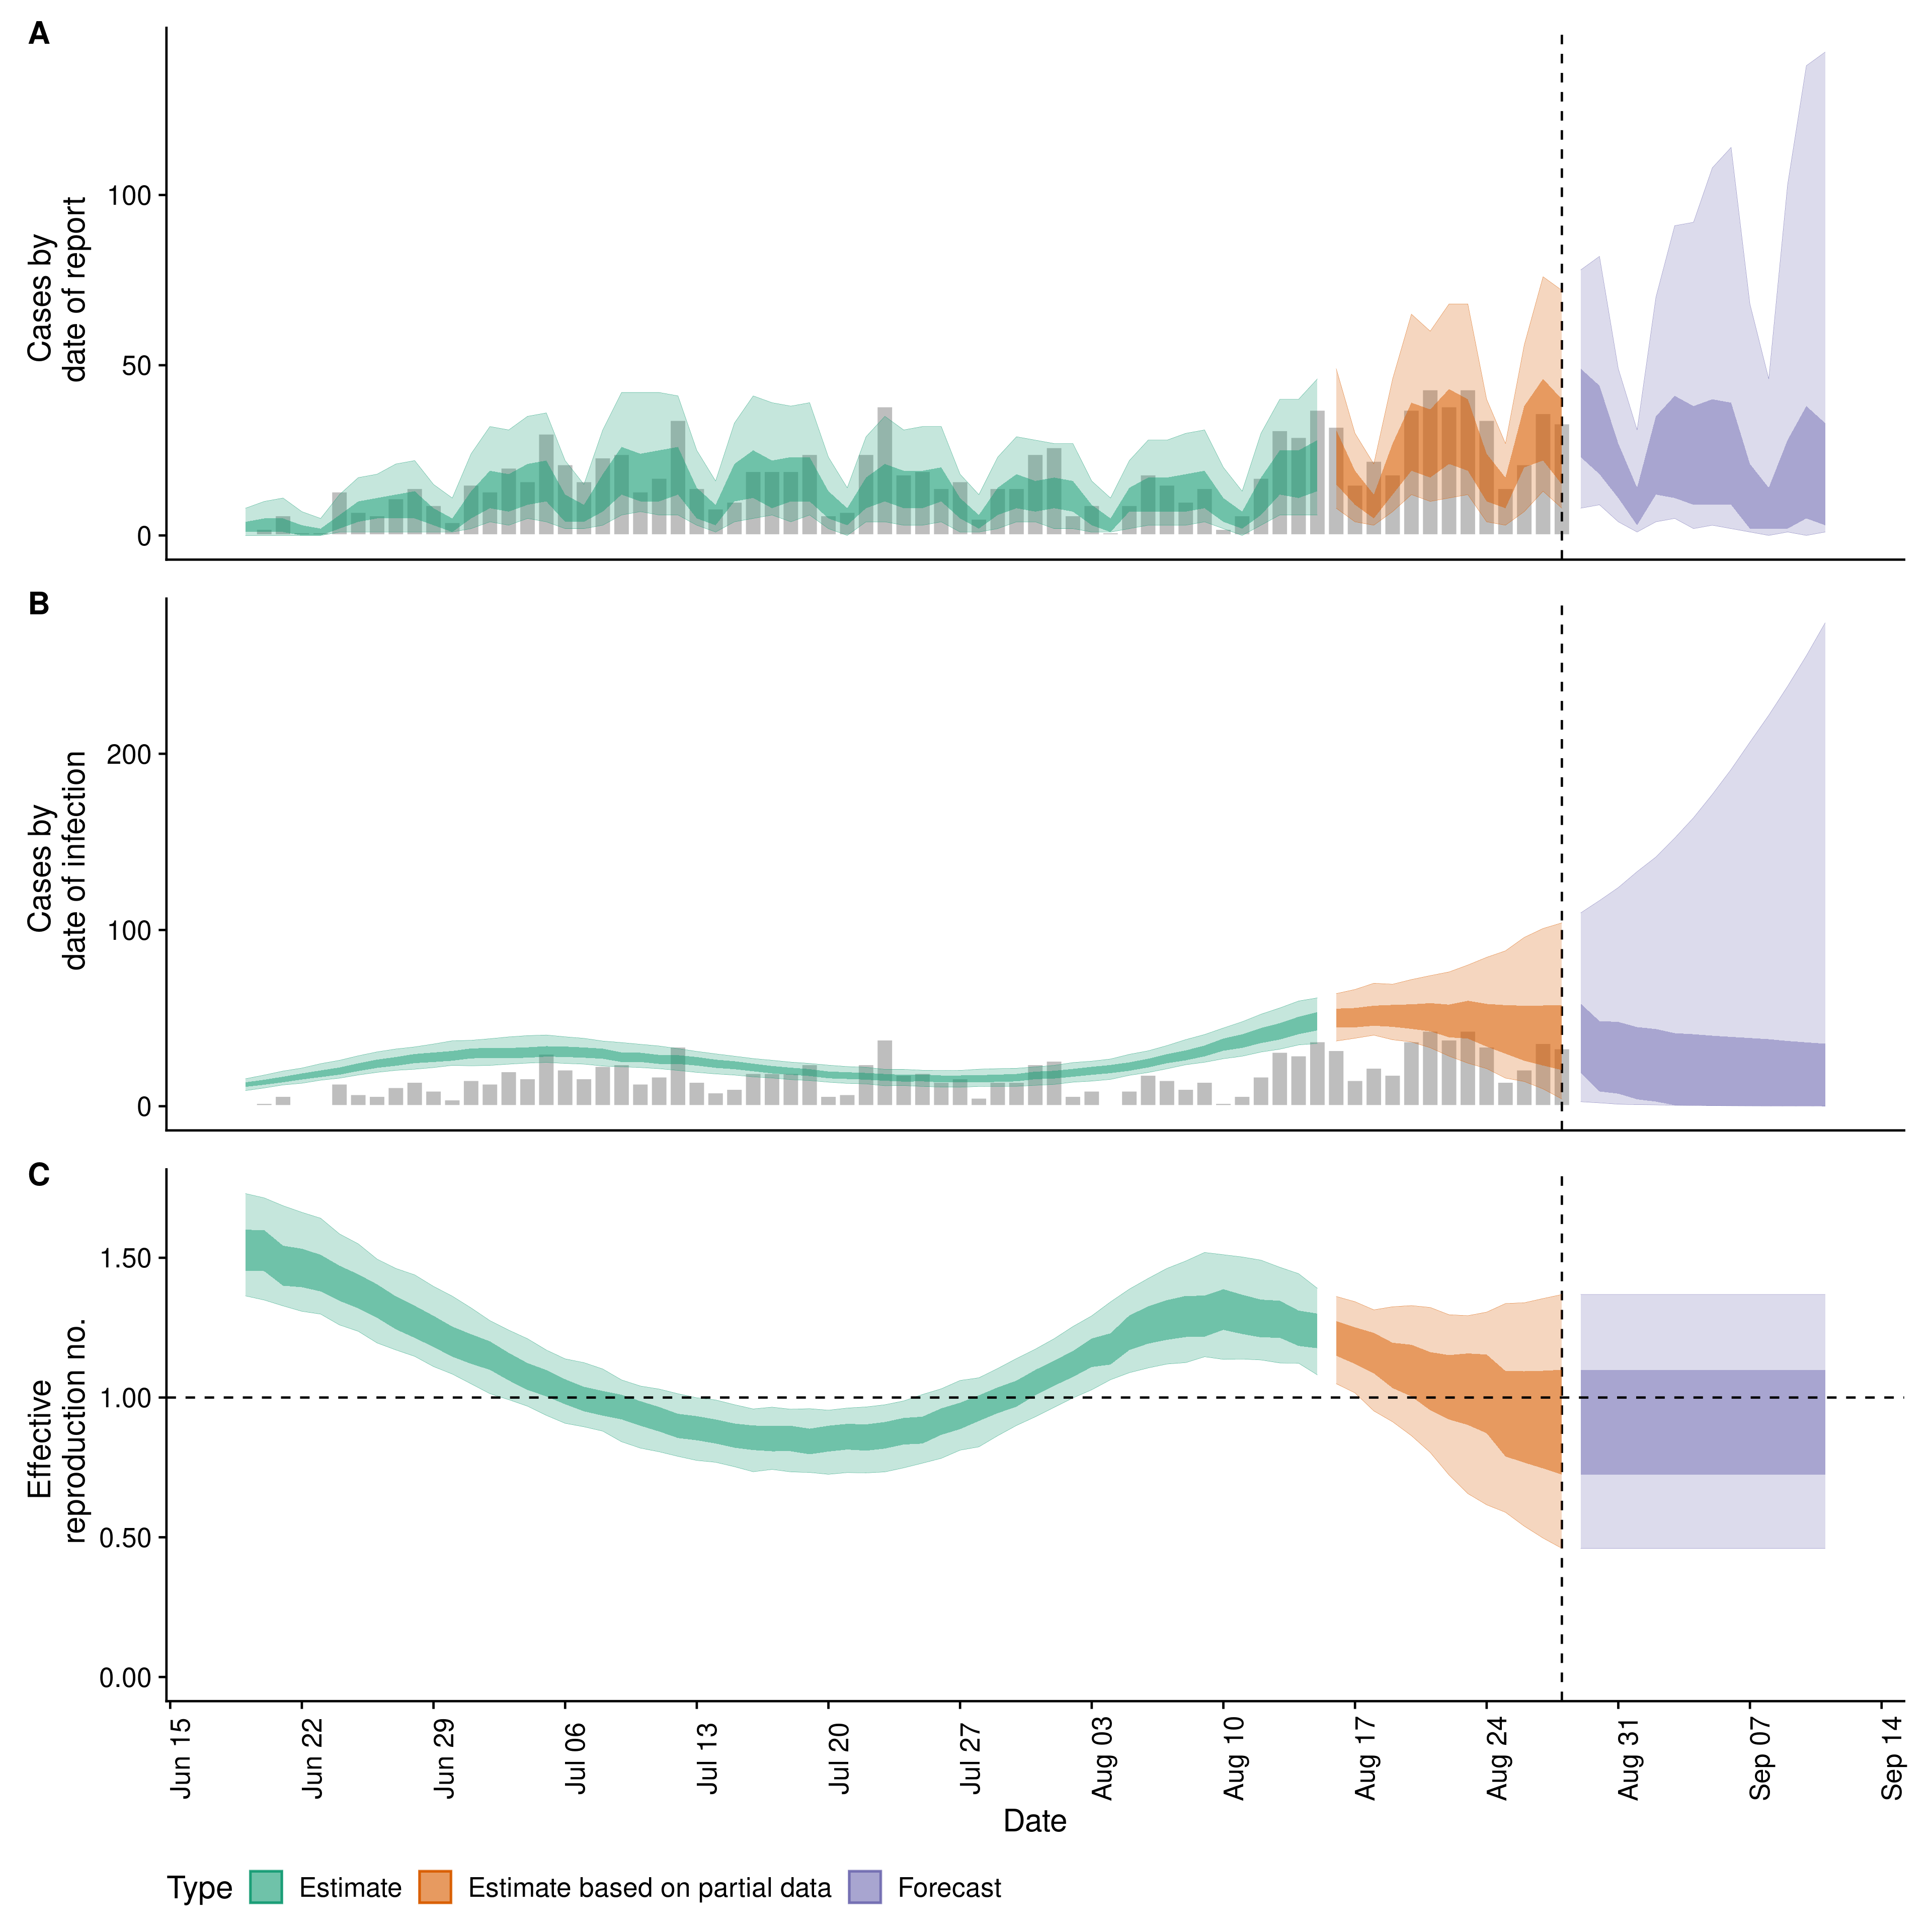 A
Cases by
date of report
100
50
0
B
Cases by
date of infection
200
100
0
C
Effective
reproduction no.
1.50
1.00
0.50
0.00
Jun 15
Jun 22
Jun 29
Jul 06
Jul 13
Jul 20
Jul 27
Aug 03
Aug 10
Aug 17
Aug 24
Aug 31
Sep 07
Sep 14
Date
Type Estimate Estimate based on partial data Forecast